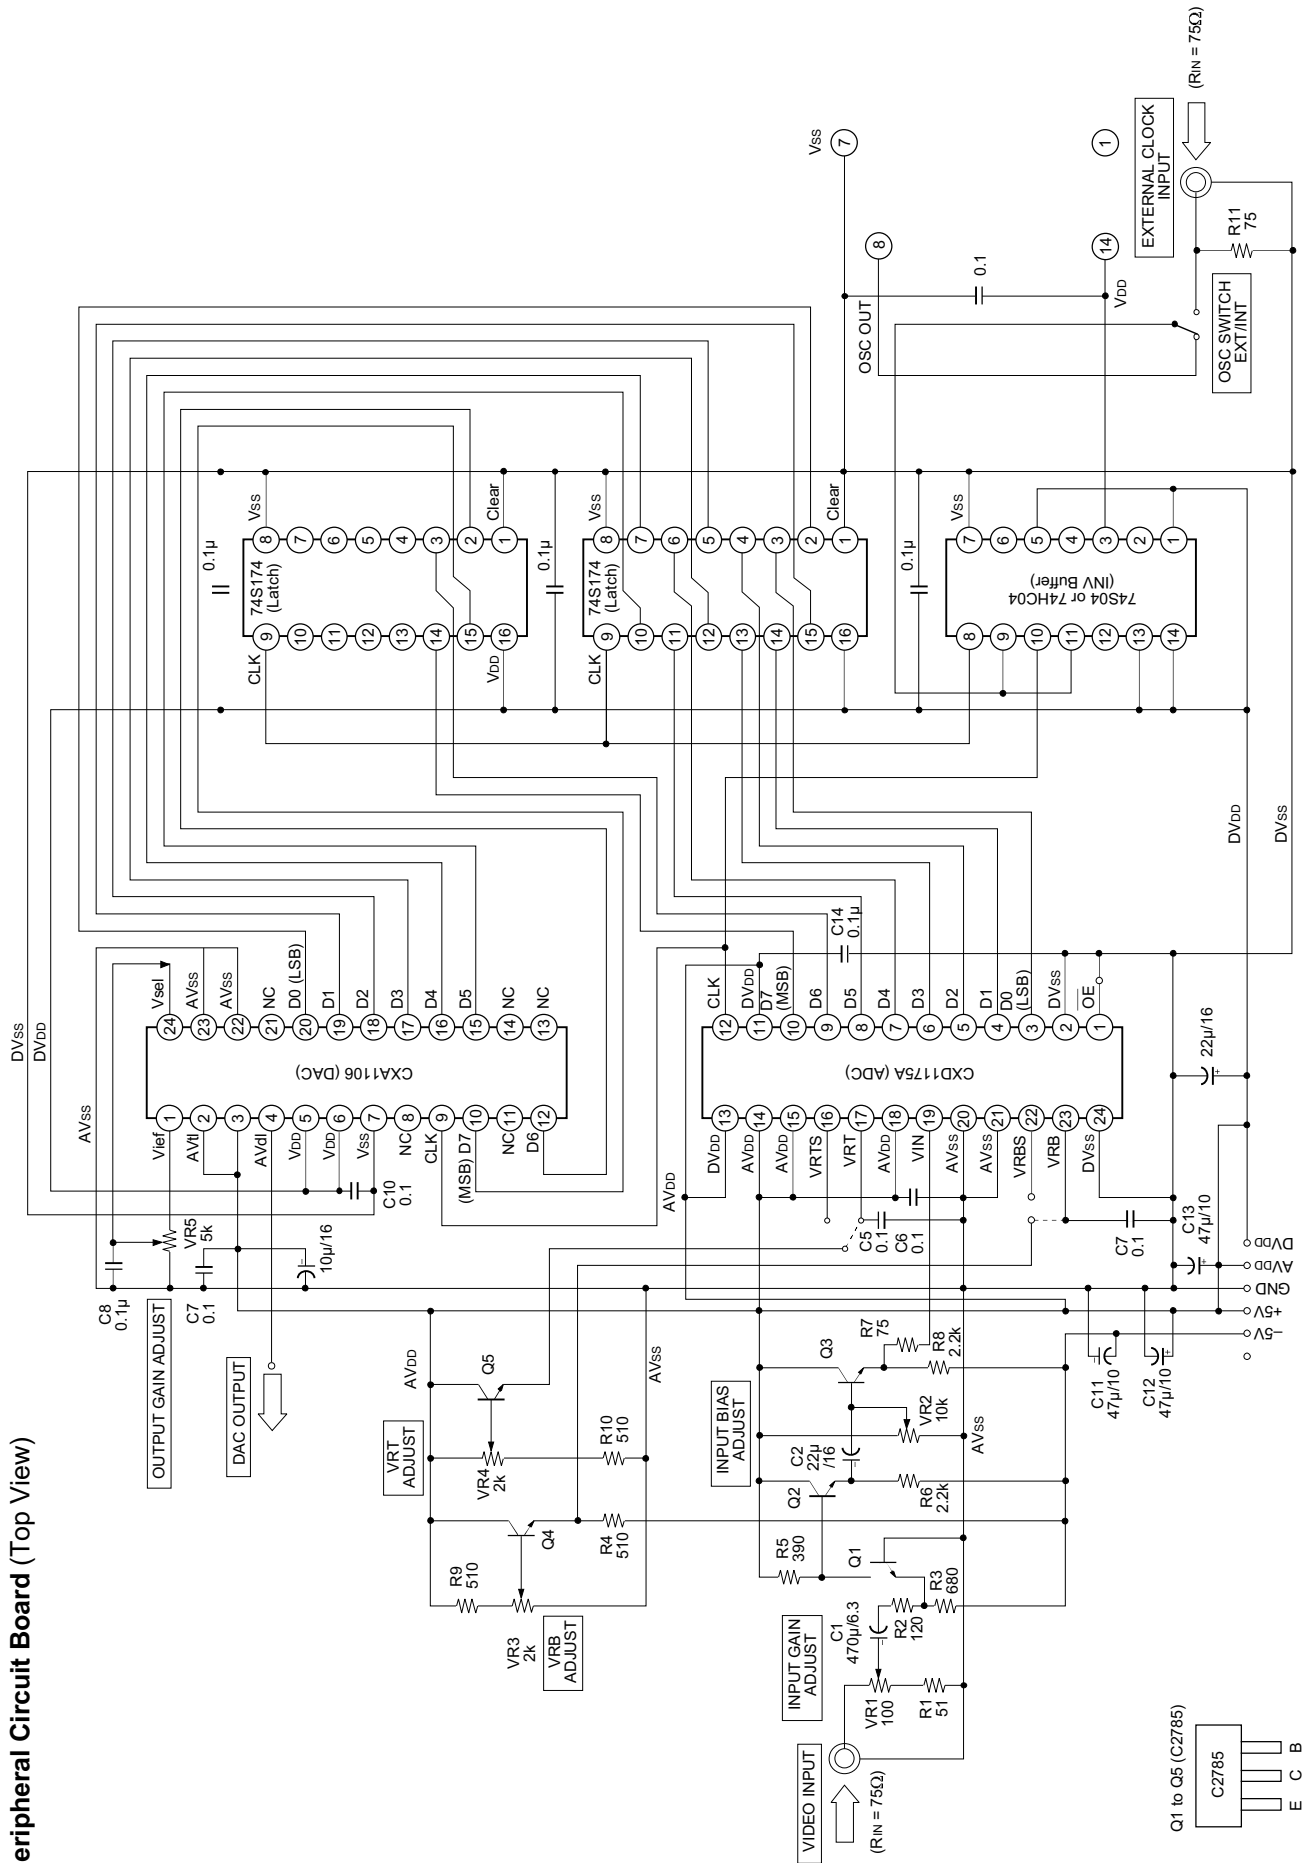 eripheral Circuit Board (Top View)
OUTPUT GAIN ADJUST
DAC OUTPUT
C8
0.1µ
C7
0.1
VR5
5k
10µ/16
C10
0.1
AVSS
DVSS
DVDD
Vief
AVtl
AVdl
VDD
VDD
VSS
NC
CLK
(MSB) D7
NC
D6
1
2
3
4
5
6
7
8
9
10
11
12
CXA1106 (DAC)
24
23
22
21
20
19
18
17
16
15
14
13
Vsel
AVSS
AVSS
NC
D0 (LSB)
D1
D2
D3
D4
D5
NC
NC
CLK
VDD
9
10
11
12
13
14
15
16
74S174
(Latch)
8
7
6
5
4
3
2
1
VSS
Clear
0.1µ
0.1µ
CLK
9
10
11
12
13
14
15
16
74S174
(Latch)
8
7
6
5
4
3
2
1
VSS
Clear
0.1µ
8
9
10
11
12
13
14
74S04 or 74HC04
(INV Buffer)
7
6
5
4
3
2
1
VSS
VSS
7
8
OSC OUT
0.1
14
VDD
1
EXTERNAL CLOCK
INPUT
(RIN = 75Ω)
R11
75
OSC SWITCH
EXT/INT
DVDD
DVSS
VRT
ADJUST
AVDD
Q5
VR4
2k
R10
510
AVSS
Q4
R4
510
R9
510
VR3
2k
VRB
ADJUST
AVDD
DVDD
AVDD
AVDD
VRTS
VRT
AVDD
VIN
AVSS
AVSS
VRBS
VRB
DVSS
13
14
15
16
17
18
19
20
21
22
23
24
CXD1175A (ADC)
12
11
10
9
8
7
6
5
4
3
2
1
CLK
DVDD
D7
(MSB)
D6
D5
D4
D3
D2
D1
D0
(LSB)
DVSS
OE
C14
0.1µ
22µ/16
C5
0.1
C6
0.1
C7
0.1
C13
47µ/10
DVDD
AVDD
GND
+5V
–5V
C11
47µ/10
C12
47µ/10
INPUT BIAS
ADJUST
Q3
R7
75
R8
2.2k
VR2
10k
AVSS
C2
22µ
/16
Q2
R6
2.2k
R5
390
Q1
R3
680
R2
120
C1
470µ/6.3
INPUT GAIN
ADJUST
VR1
100
R1
51
VIDEO INPUT
(RIN = 75Ω)
Q1 to Q5 (C2785)
C2785
E
C
B